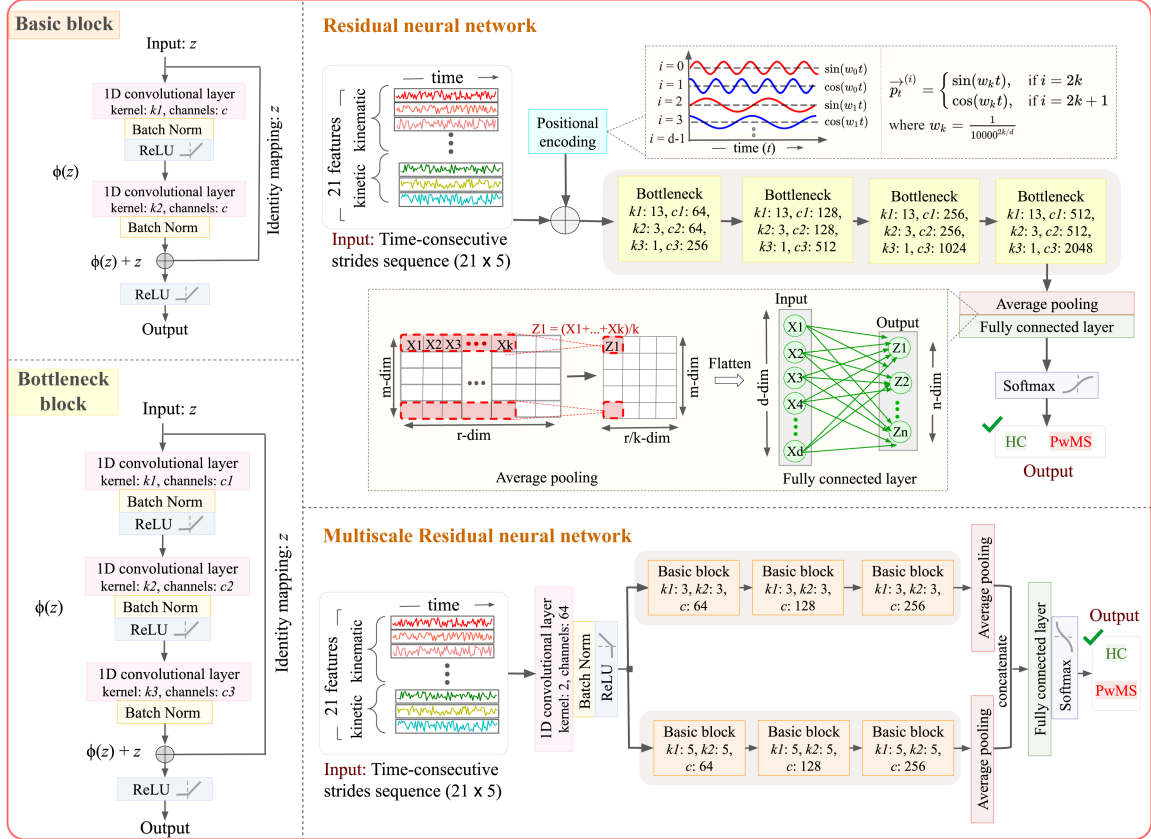 Basic block
Input: z
1D convolutional layer
kernel: k1, channels: c
Batch Norm
ReLU
ϕ(z)
1D convolutional layer
kernel: k2, channels: c
Batch Norm
ϕ(z) + z
ReLU
Output
Identity mapping: z
Bottleneck
block
Input: z
1D convolutional layer
kernel: k1, channels: c1
Batch Norm
ReLU
1D convolutional layer
kernel: k2, channels: c2
ϕ(z)
Batch Norm
ReLU
1D convolutional layer
kernel: k3, channels: c3
Batch Norm
ϕ(z) + z
ReLU
Output
Identity mapping: z
Residual neural network
time
21 features
kinematic
kinetic
Input: Time-consecutive
strides sequence (21 x 5)
Positional
encoding
i = 0
i = 1
i = 2
i = 3
i = d-1
sin(w₀t)
cos(w₀t)
sin(w₁t)
cos(w₁t)
time (t)
p⃗ₜ⁽ⁱ⁾ = { sin(wₖt), if i = 2k
cos(wₖt), if i = 2k + 1
where wₖ = 1/10000^(2k/d)
Bottleneck
k1: 13, c1: 64,
k2: 3, c2: 64,
k3: 1, c3: 256
Bottleneck
k1: 13, c1: 128,
k2: 3, c2: 128,
k3: 1, c3: 512
Bottleneck
k1: 13, c1: 256,
k2: 3, c2: 256,
k3: 1, c3: 1024
Bottleneck
k1: 13, c1: 512,
k2: 3, c2: 512,
k3: 1, c3: 2048
Average pooling
Fully connected layer
Softmax
HC PwMS
Output
Z1 = (X1+...+Xk)/k
X1 X2 X3 ••• Xk
m-dim
r-dim
Z1
m-dim
r/k-dim
Average pooling
Flatten
Input
d-dim
X1
X2
X3
X4
Xd
Output
Z1
Z2
Zn
n-dim
Fully connected layer
Multiscale Residual neural network
time
21 features
kinematic
kinetic
Input: Time-consecutive
strides sequence (21 x 5)
1D convolutional layer
kernel: 2, channels: 64
Batch Norm
ReLU
Basic block
k1: 3, k2: 3,
c: 64
Basic block
k1: 3, k2: 3,
c: 128
Basic block
k1: 3, k2: 3,
c: 256
Average pooling
Basic block
k1: 5, k2: 5,
c: 64
Basic block
k1: 5, k2: 5,
c: 128
Basic block
k1: 5, k2: 5,
c: 256
Average pooling
concatenate
Fully connected layer
Softmax
Output
HC
PwMS